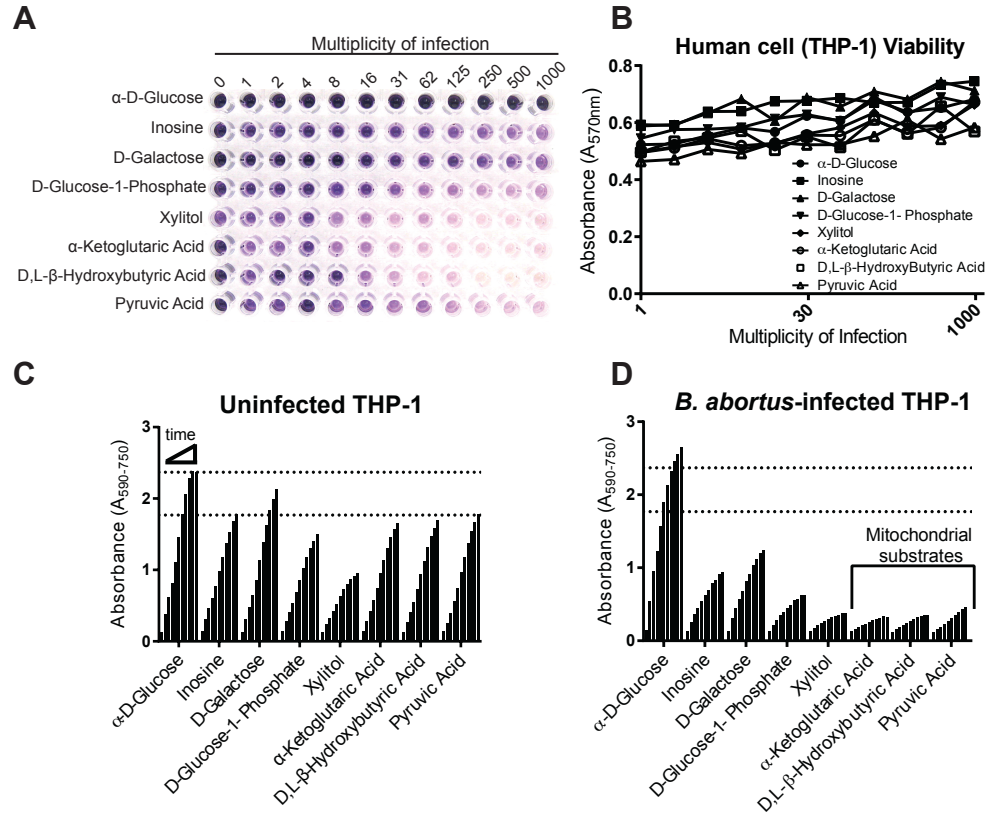 A
Multiplicity of infection
0 1 2 4 8 16 31 62 125 250 500 1000
α-D-Glucose
Inosine
D-Galactose
D-Glucose-1-Phosphate
Xylitol
α-Ketoglutaric Acid
D,L-β-Hydroxybutyric Acid
Pyruvic Acid
B
Human cell (THP-1) Viability
Absorbance (A570nm)
0.8
0.6
0.4
0.2
0.0
α-D-Glucose
Inosine
D-Galactose
D-Glucose-1- Phosphate
Xylitol
α-Ketoglutaric Acid
D,L-β-HydroxyButyric Acid
Pyruvic Acid
1 30 1000
Multiplicity of Infection
C
Uninfected THP-1
Absorbance (A590-750)
3
2
1
0
time
α-D-Glucose
Inosine
D-Galactose
D-Glucose-1- Phosphate
Xylitol
α-Ketoglutaric Acid
D,L-β-Hydroxybutyric Acid
Pyruvic Acid
D
B. abortus-infected THP-1
Absorbance (A590-750)
3
2
1
0
Mitochondrial
substrates
α-D-Glucose
Inosine
D-Galactose
D-Glucose-1- Phosphate
Xylitol
α-Ketoglutaric Acid
D,L-β-Hydroxybutyric Acid
Pyruvic Acid